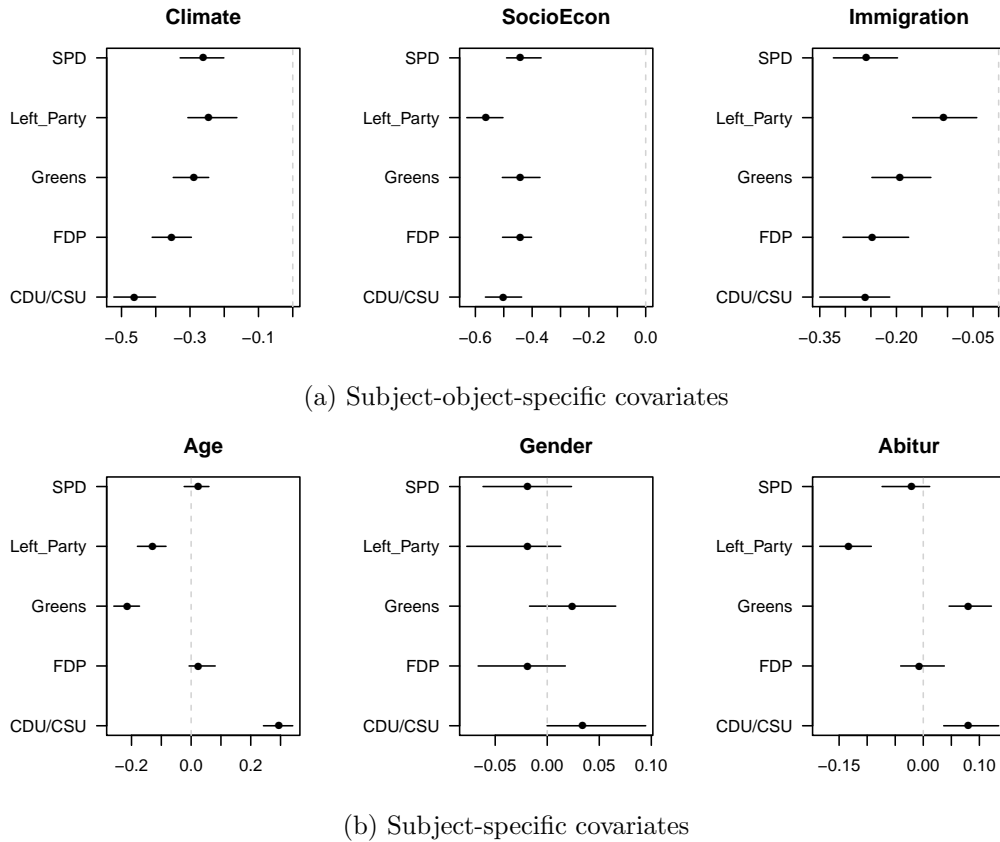 Climate SocioEcon Immigration
SPD SPD SPD
Left_Party Left_Party Left_Party
Greens Greens Greens
FDP FDP FDP
CDU/CSU CDU/CSU CDU/CSU
−0.5 −0.3 −0.1 −0.6 −0.4 −0.2 0.0 −0.35 −0.20 −0.05
(a) Subject-object-specific covariates
Age Gender Abitur
SPD SPD SPD
Left_Party Left_Party Left_Party
Greens Greens Greens
FDP FDP FDP
CDU/CSU CDU/CSU CDU/CSU
−0.2 0.0 0.2 −0.05 0.00 0.05 0.10 −0.15 0.00 0.10
(b) Subject-specific covariates